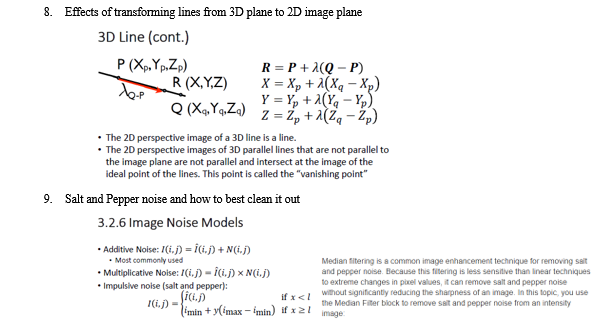 8. Effects of transforming lines from 3D plane to 2D image plane
3D Line (cont.)
P (Xₚ,Yₚ,Zₚ)
R (X,Y,Z)
λQ-P
Q (X_q,Y_q,Z_q)
R = P + λ(Q – P)
X = Xₚ + λ(X_q – Xₚ)
Y = Yₚ + λ(Y_q – Yₚ)
Z = Zₚ + λ(Z_q – Zₚ)
• The 2D perspective image of a 3D line is a line.
• The 2D perspective images of 3D parallel lines that are not parallel to
the image plane are not parallel and intersect at the image of the
ideal point of the lines. This point is called the “vanishing point”
9. Salt and Pepper noise and how to best clean it out
3.2.6 Image Noise Models
• Additive Noise: I(i,j) = Î(i,j) + N(i,j)
• Most commonly used
• Multiplicative Noise: I(i,j) = Î(i,j) × N(i,j)
• Impulsive noise (salt and pepper):
I(i,j) = { Î(i,j) if x < l
îmin + y(imax – imin) if x ≥ l
Median filtering is a common image enhancement technique for removing salt
and pepper noise. Because this filtering is less sensitive than linear techniques
to extreme changes in pixel values, it can remove salt and pepper noise
without significantly reducing the sharpness of an image. In this topic, you use
the Median Filter block to remove salt and pepper noise from an intensity
image.